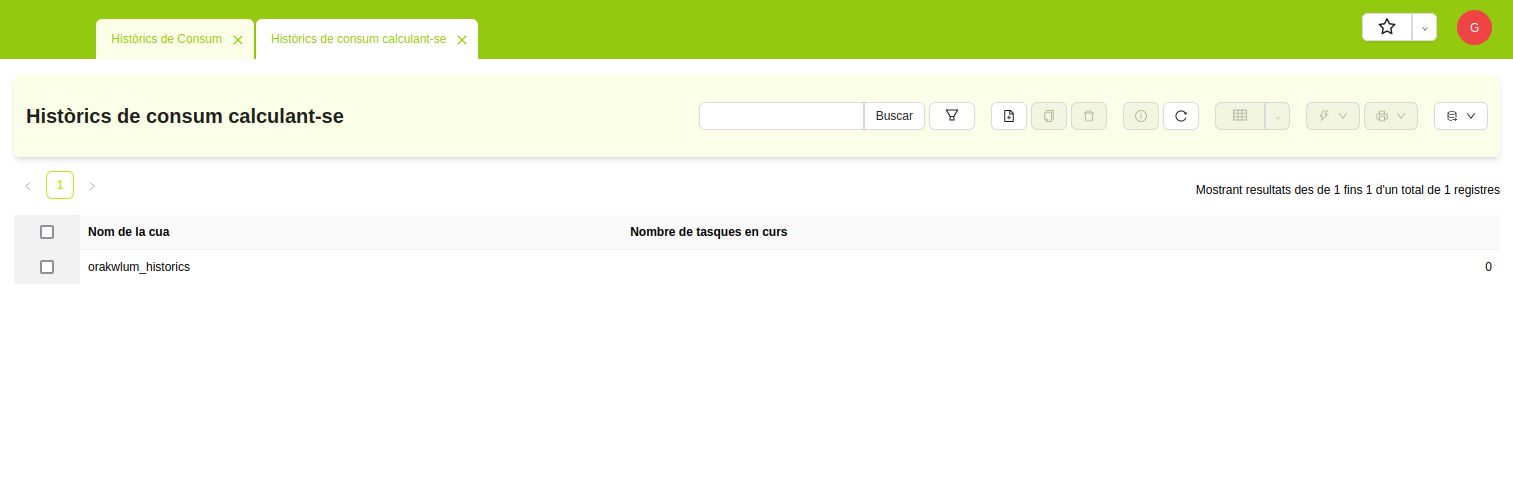 Històrics de Consum
Històrics de consum calculant-se
G
Històrics de consum calculant-se
Buscar
1
Mostrant resultats des de 1 fins 1 d'un total de 1 registres
Nom de la cua Nombre de tasques en curs
orakwlum_historics 0